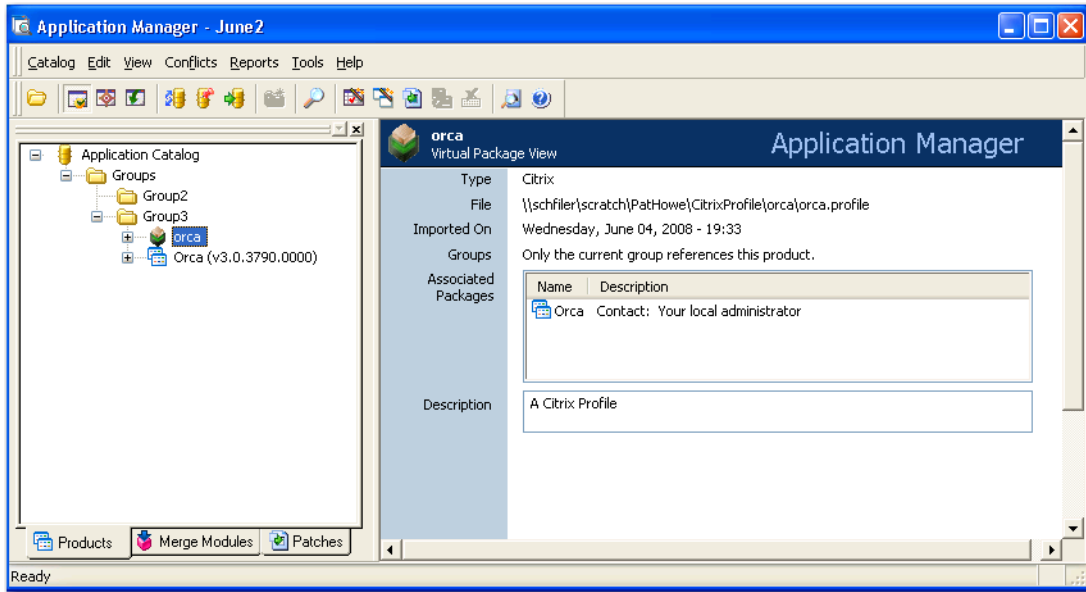 Application Manager - June2
Catalog Edit View Conflicts Reports Tools Help
Application Catalog
Groups
Group2
Group3
orca
Orca (v3.0.3790.0000)
Products
Merge Modules
Patches
orca
Virtual Package View
Application Manager
Type Citrix
File \\schfiler\scratch\PatHowe\CitrixProfile\orca\orca.profile
Imported On Wednesday, June 04, 2008 - 19:33
Groups Only the current group references this product.
Associated
Packages
Name Description
Orca Contact: Your local administrator
Description A Citrix Profile
Ready